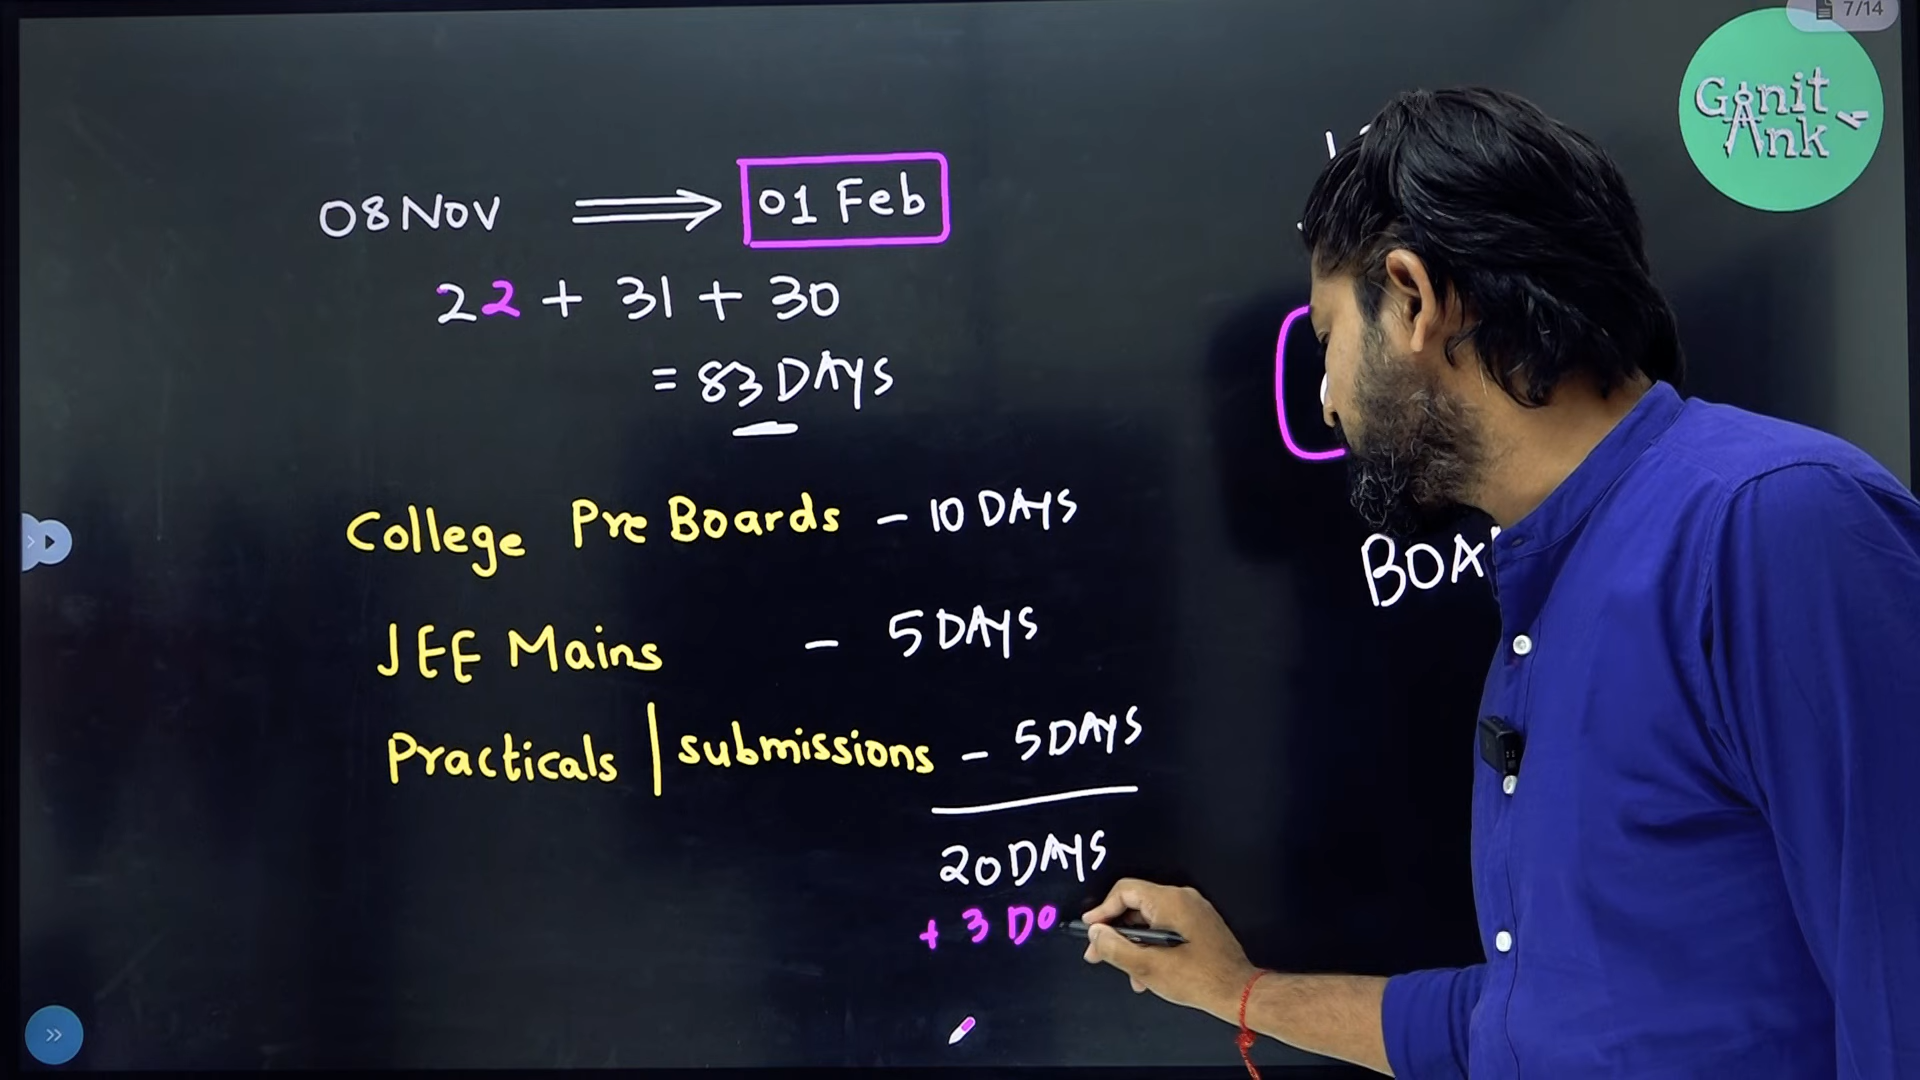 7/14
Ganit Ank
08 NOV ⟹ 01 Feb
22 + 31 + 30
= 83 DAYS
College Pre Boards - 10 DAYS
JEE Mains - 5 DAYS
Practicals | submissions - 5 DAYS
20 DAYS
+ 3 Da
BOA